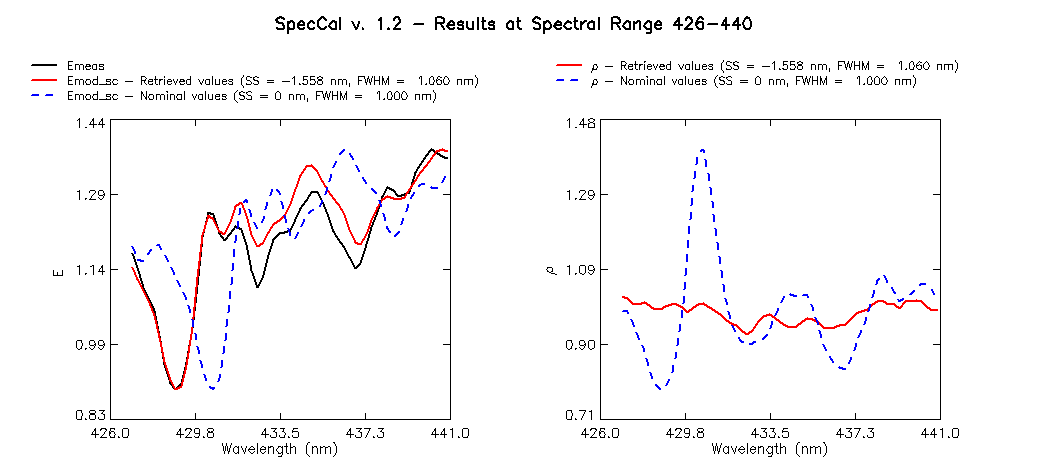 SpecCal v. 1.2 – Results at Spectral Range 426–440
Emeas
Emod_sc – Retrieved values (SS = –1.558 nm, FWHM = 1.060 nm)
Emod_sc – Nominal values (SS = 0 nm, FWHM = 1.000 nm)
1.44
1.29
1.14
0.99
0.83
E
426.0 429.8 433.5 437.3 441.0
Wavelength (nm)
ρ – Retrieved values (SS = –1.558 nm, FWHM = 1.060 nm)
ρ – Nominal values (SS = 0 nm, FWHM = 1.000 nm)
1.48
1.29
1.09
0.90
0.71
ρ
426.0 429.8 433.5 437.3 441.0
Wavelength (nm)